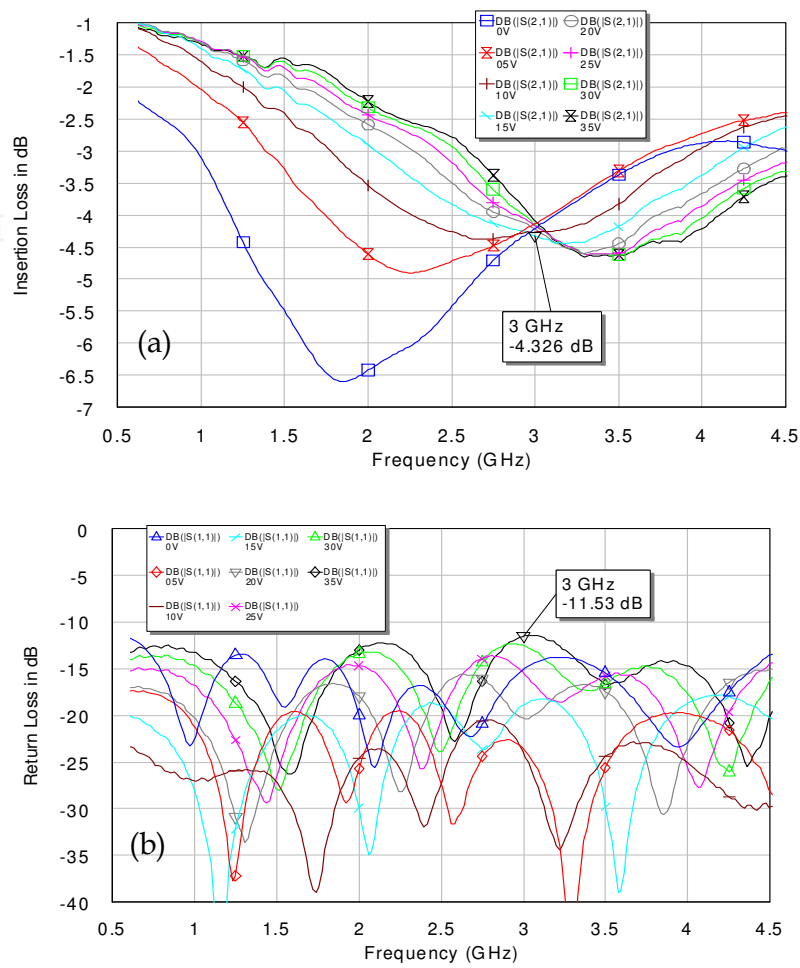 -1
-1.5
-2
-2.5
-3
-3.5
-4
-4.5
-5
-5.5
-6
-6.5
-7
Insertion Loss in dB
DB(|S(2,1)|) 0V
DB(|S(2,1)|) 20V
DB(|S(2,1)|) 05V
DB(|S(2,1)|) 25V
DB(|S(2,1)|) 10V
DB(|S(2,1)|) 30V
DB(|S(2,1)|) 15V
DB(|S(2,1)|) 35V
3 GHz
-4.326 dB
(a)
0.5 1 1.5 2 2.5 3 3.5 4 4.5
Frequency (GHz)
0
-5
-10
-15
-20
-25
-30
-35
-40
Return Loss in dB
DB(|S(1,1)|) 0V
DB(|S(1,1)|) 15V
DB(|S(1,1)|) 30V
DB(|S(1,1)|) 05V
DB(|S(1,1)|) 20V
DB(|S(1,1)|) 35V
DB(|S(1,1)|) 10V
DB(|S(1,1)|) 25V
3 GHz
-11.53 dB
(b)
0.5 1 1.5 2 2.5 3 3.5 4 4.5
Frequency (GHz)